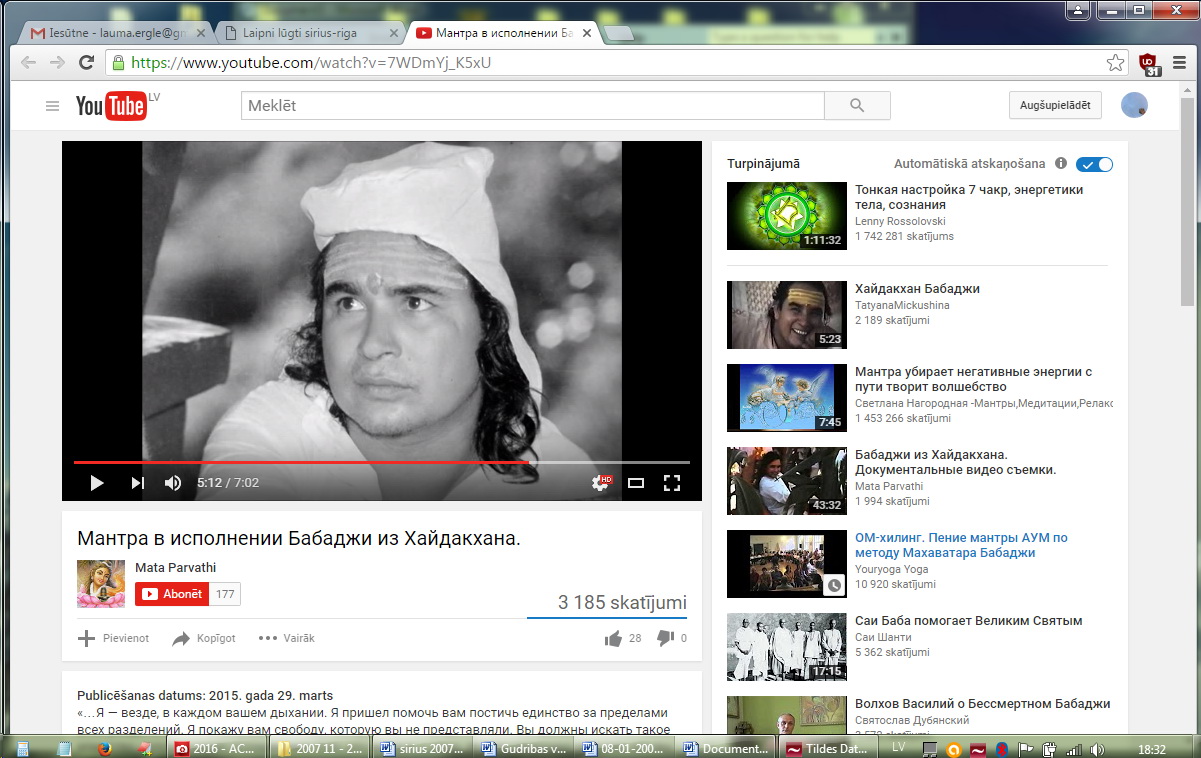 Iesūtne - lauma.ergle@gm
Laipni lūgti sirius-riga
Мантра в исполнении Ба
https://www.youtube.com/watch?v=7WDmYj_K5xU
31
YouTube LV
Meklēt
Augšupielādēt
5:12 / 7:02
HD
Мантра в исполнении Бабаджи из Хайдакхана.
Mata Parvathi
Abonēt 177
3 185 skatījumi
Pievienot
Kopīgot
Vairāk
28
0
Publicēšanas datums: 2015. gada 29. marts
«…Я — везде, в каждом вашем дыхании. Я пришел помочь вам постичь единство за пределами
всех разделений. Я покажу вам свободу, которую вы не представляли. Вы должны искать такое
Turpinājumā
Automātiskā atskaņošana
1:11:32
Тонкая настройка 7 чакр, энергетики
тела, сознания
Lenny Rossolovski
1 742 281 skatījums
5:23
Хайдакхан Бабаджи
TatyanaMickushina
2 189 skatījumi
7:45
Мантра убирает негативные энергии с
пути творит волшебство
Светлана Нагородная -Мантры,Медитации,Релакс
1 453 266 skatījumi
43:32
Бабаджи из Хайдакхана.
Документальные видео съемки.
Mata Parvathi
1 994 skatījumi
ОМ-хилинг. Пение мантры АУМ по
методу Махаватара Бабаджи
Youryoga Yoga
10 920 skatījumi
17:15
Саи Баба помогает Великим Святым
Саи Шанти
5 362 skatījumi
Волхов Василий о Бессмертном Бабаджи
Святослав Дубянский
2016 - AC...
2007 11 - 2...
sirius 2007...
Gudribas v...
08-01-200...
Document...
Tildes Dat...
LV
18:32